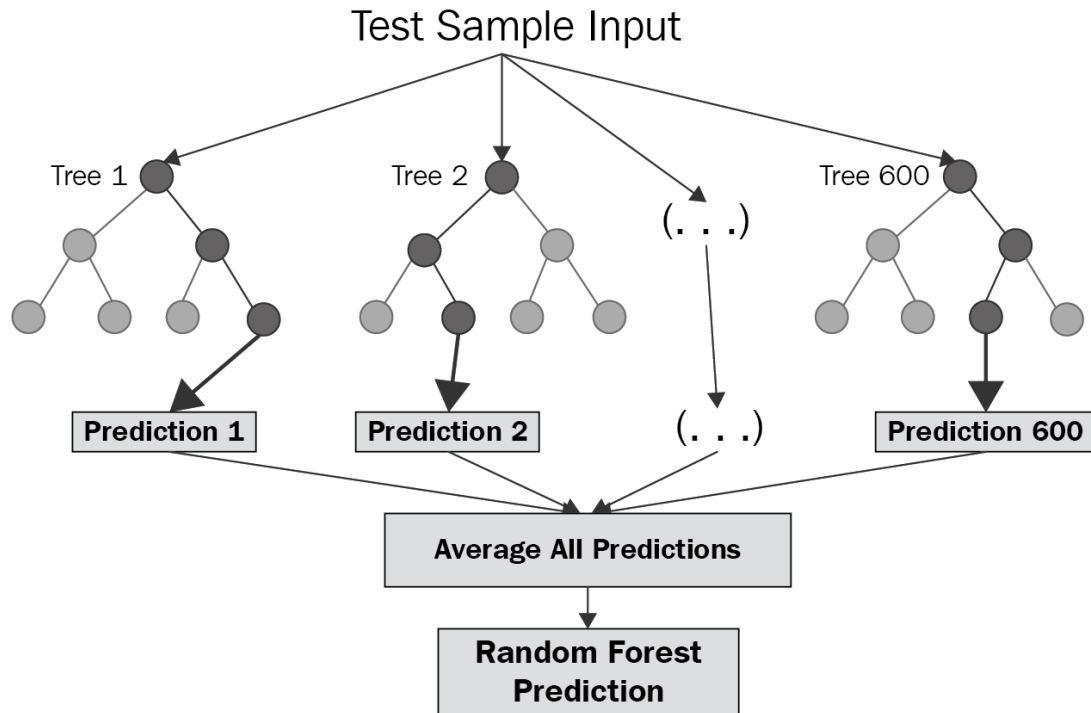 Test Sample Input
Tree 1
Tree 2
Tree 600
(. . .)
Prediction 1
Prediction 2
(. . .)
Prediction 600
Average All Predictions
Random Forest
Prediction